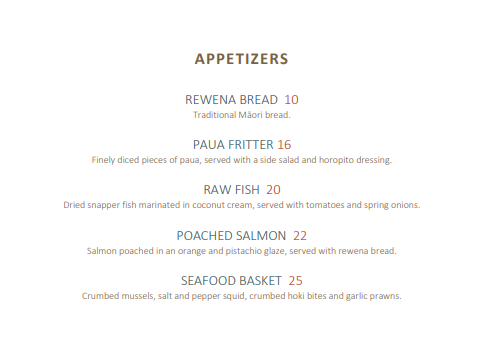 APPETIZERS
REWENA BREAD 10
Traditional Māori bread.
PAUA FRITTER 16
Finely diced pieces of paua, served with a side salad and horopito dressing.
RAW FISH 20
Dried snapper fish marinated in coconut cream, served with tomatoes and spring onions.
POACHED SALMON 22
Salmon poached in an orange and pistachio glaze, served with rewena bread.
SEAFOOD BASKET 25
Crumbed mussels, salt and pepper squid, crumbed hoki bites and garlic prawns.